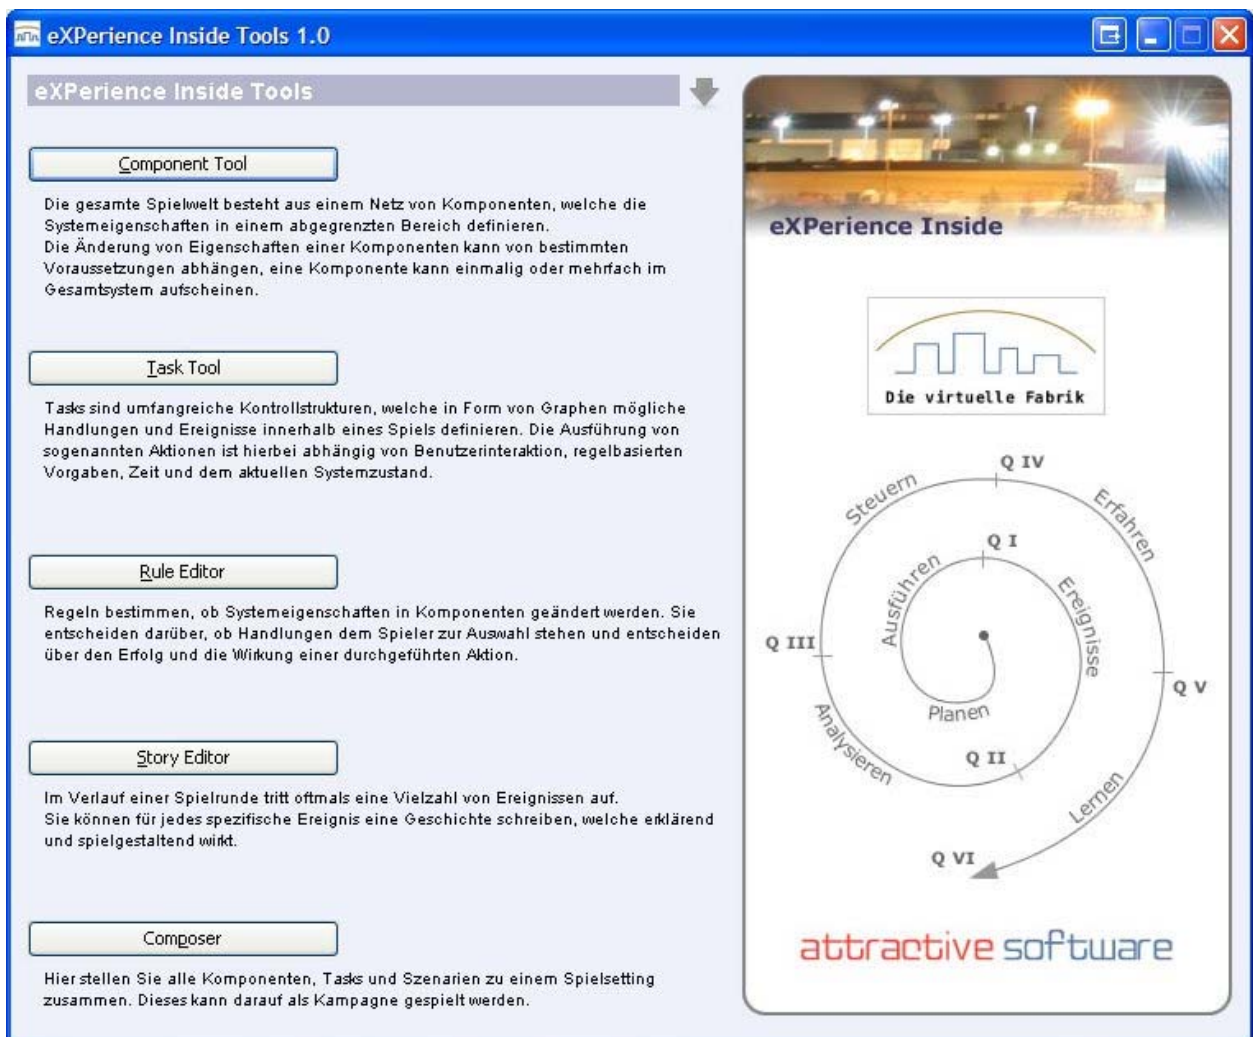 eXPerience Inside Tools 1.0
eXPerience Inside Tools
Component Tool
Die gesamte Spielwelt besteht aus einem Netz von Komponenten, welche die
Systemeigenschaften in einem abgegrenzten Bereich definieren.
Die Änderung von Eigenschaften einer Komponenten kann von bestimmten
Voraussetzungen abhängen, eine Komponente kann einmalig oder mehrfach im
Gesamtsystem aufscheinen.
Task Tool
Tasks sind umfangreiche Kontrollstrukturen, welche in Form von Graphen mögliche
Handlungen und Ereignisse innerhalb eines Spiels definieren. Die Ausführung von
sogenannten Aktionen ist hierbei abhängig von Benutzerinteraktion, regelbasierten
Vorgaben, Zeit und dem aktuellen Systemzustand.
Rule Editor
Regeln bestimmen, ob Systemeigenschaften in Komponenten geändert werden. Sie
entscheiden darüber, ob Handlungen dem Spieler zur Auswahl stehen und entscheiden
über den Erfolg und die Wirkung einer durchgeführten Aktion.
Story Editor
Im Verlauf einer Spielrunde tritt oftmals eine Vielzahl von Ereignissen auf.
Sie können für jedes spezifische Ereignis eine Geschichte schreiben, welche erklärend
und spielgestaltend wirkt.
Composer
Hier stellen Sie alle Komponenten, Tasks und Szenarien zu einem Spielsetting
zusammen. Dieses kann darauf als Kampagne gespielt werden.
eXPerience Inside
Die virtuelle Fabrik
Q IV
Steuern
Erfahren
Q I
Ausführen
Ereignisse
Q III
Q V
Planen
Analysieren
Q II
Lernen
Q VI
attractive software